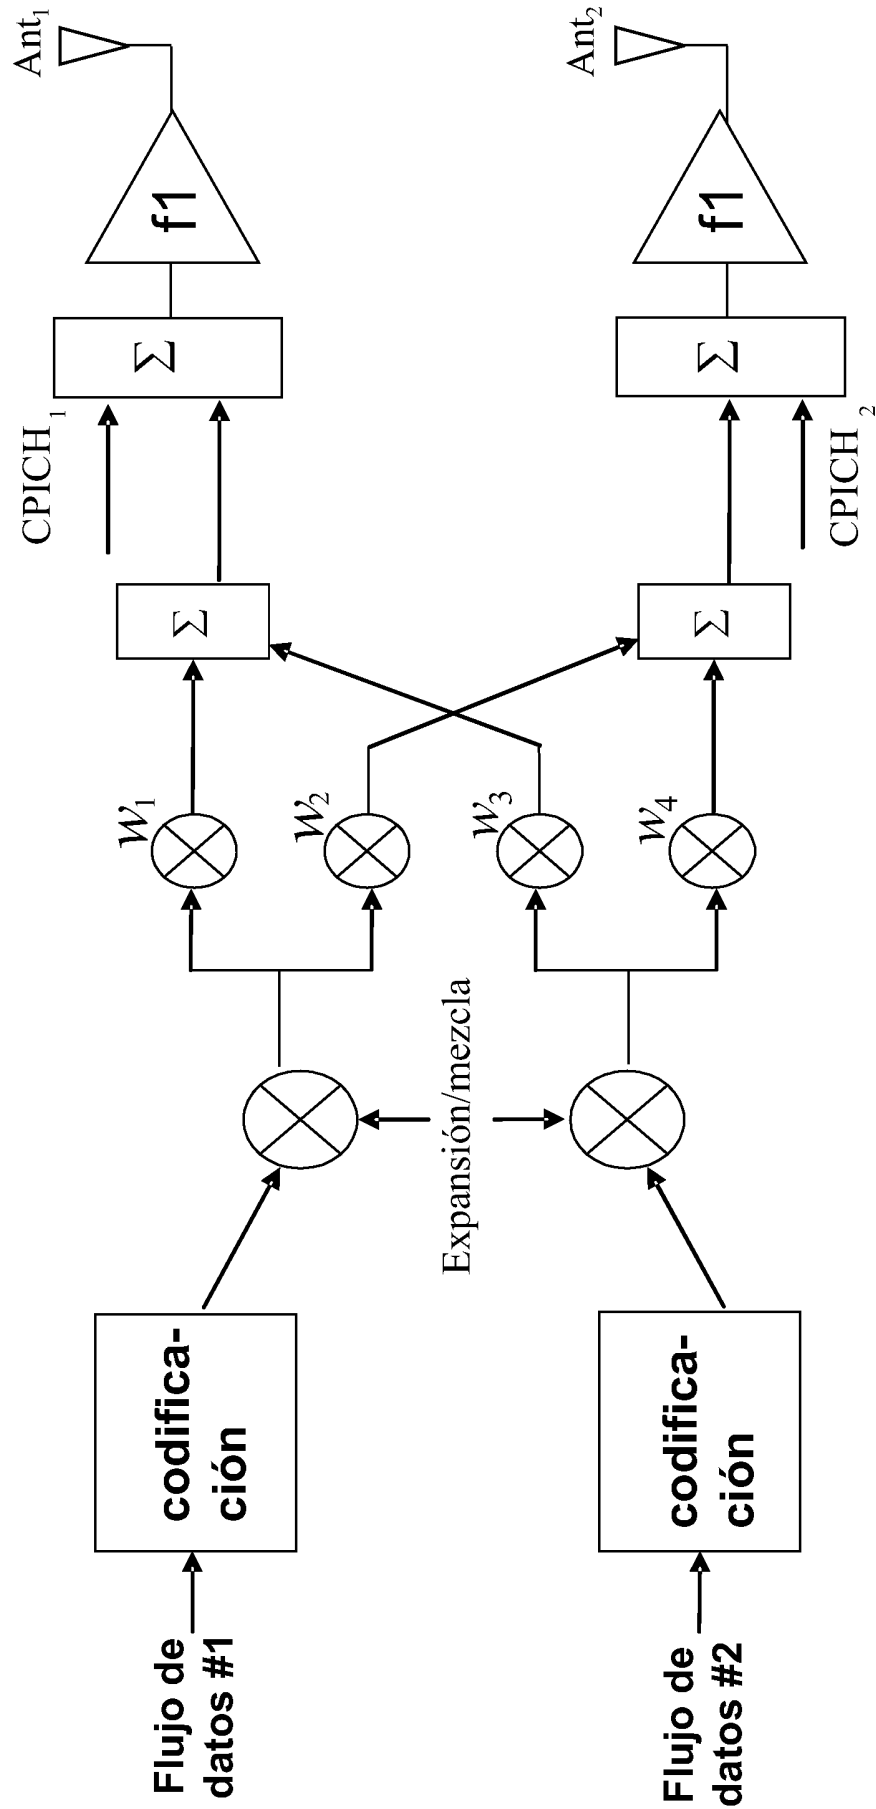 Flujo de
datos #1
codifica-
ción
w1
w2
Σ
CPICH1
Σ
f1
Ant1
Expansión/mezcla
Flujo de
datos #2
codifica-
ción
w3
w4
Σ
CPICH2
Σ
f1
Ant2